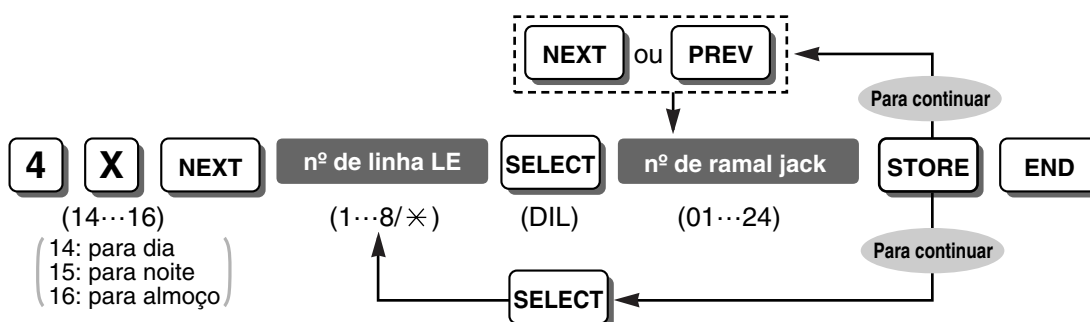 NEXT ou PREV
Para continuar
4 X NEXT nº de linha LE SELECT nº de ramal jack STORE END
(14···16) (1···8/✳) (DIL) (01···24)
14: para dia
15: para noite
16: para almoço
Para continuar
SELECT